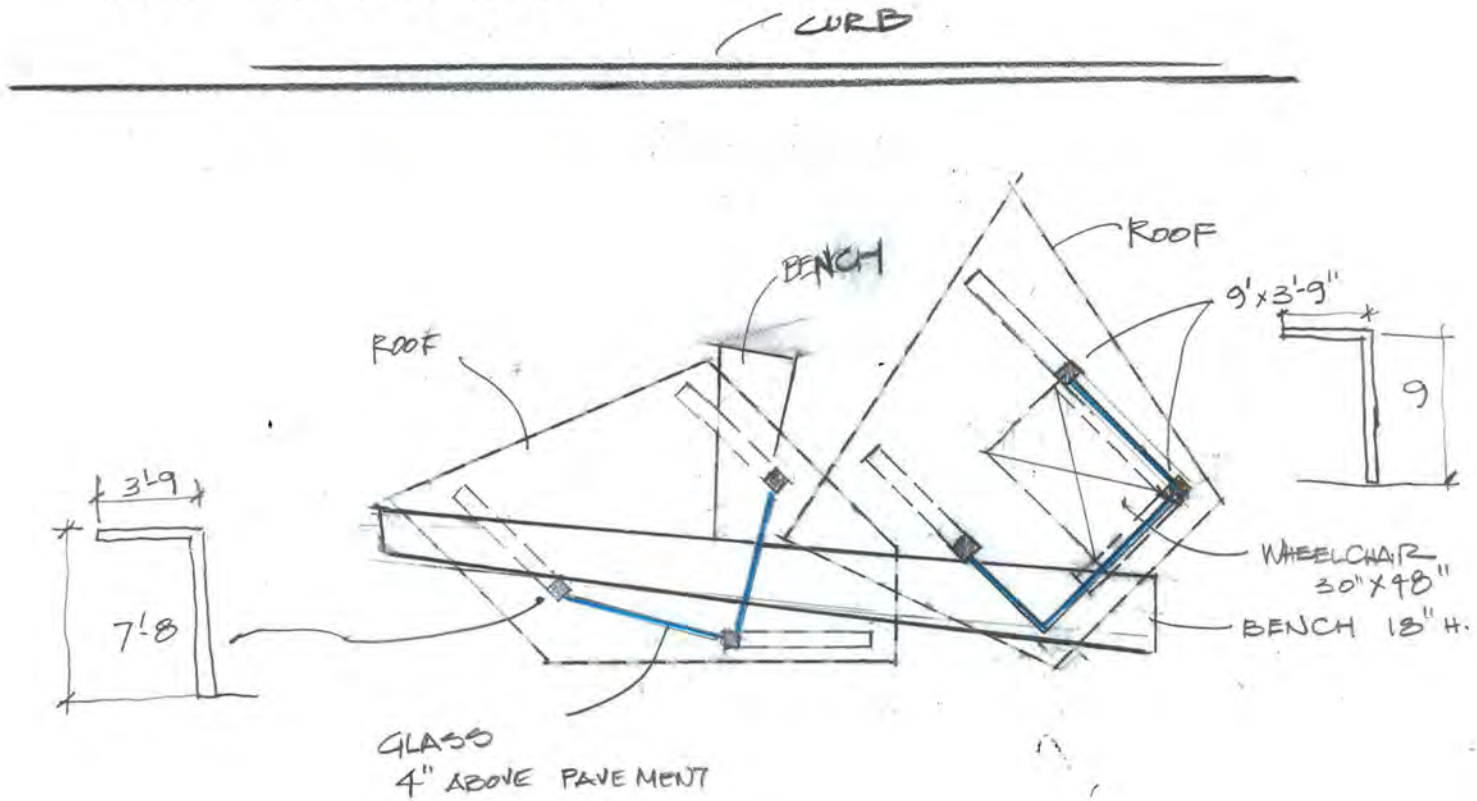 CURB
ROOF
BENCH
9'x3'-9"
ROOF
9
3'-9
7'-8
WHEELCHAIR
30"X48"
BENCH 18" H.
GLASS
4" ABOVE PAVEMENT